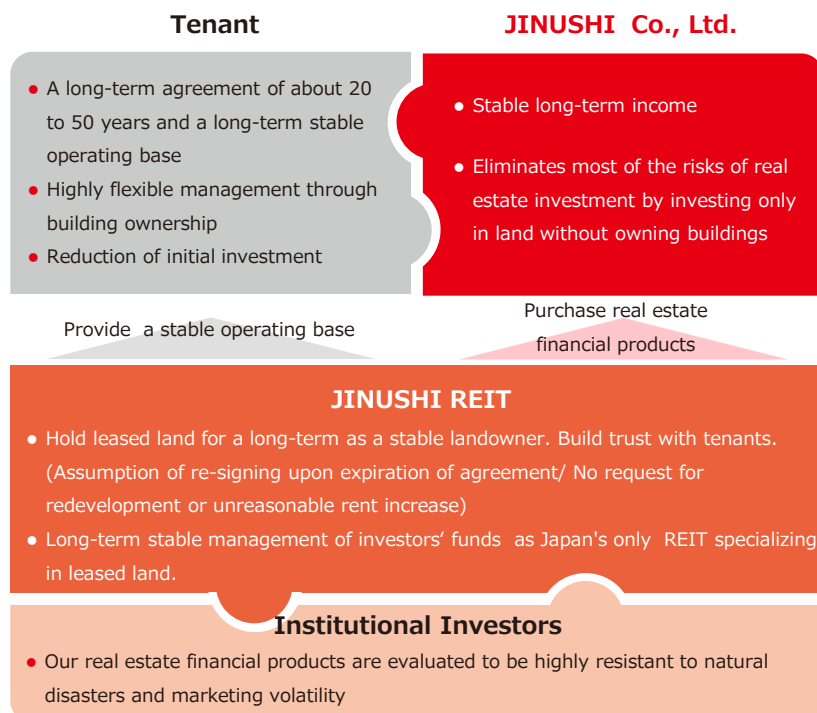 Tenant
● A long-term agreement of about 20
to 50 years and a long-term stable
operating base
● Highly flexible management through
building ownership
● Reduction of initial investment
JINUSHI Co., Ltd.
● Stable long-term income
● Eliminates most of the risks of real
estate investment by investing only
in land without owning buildings
Provide a stable operating base
Purchase real estate
financial products
JINUSHI REIT
● Hold leased land for a long-term as a stable landowner. Build trust with tenants.
(Assumption of re-signing upon expiration of agreement/ No request for
redevelopment or unreasonable rent increase)
● Long-term stable management of investors‘ funds as Japan's only REIT specializing
in leased land.
Institutional Investors
● Our real estate financial products are evaluated to be highly resistant to natural
disasters and marketing volatility